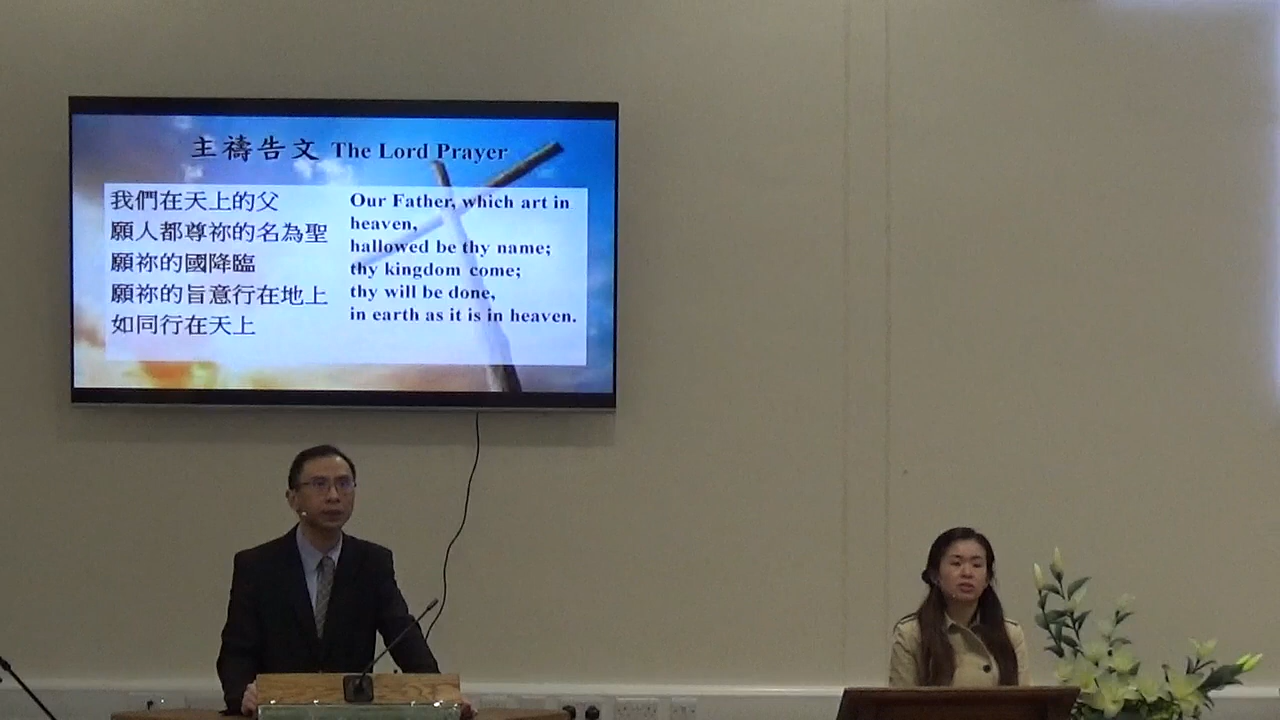 主禱告文 The Lord Prayer
我們在天上的父
願人都尊祢的名為聖
願祢的國降臨
願祢的旨意行在地上
如同行在天上
Our Father, which art in
heaven,
hallowed be thy name;
thy kingdom come;
thy will be done,
in earth as it is in heaven.